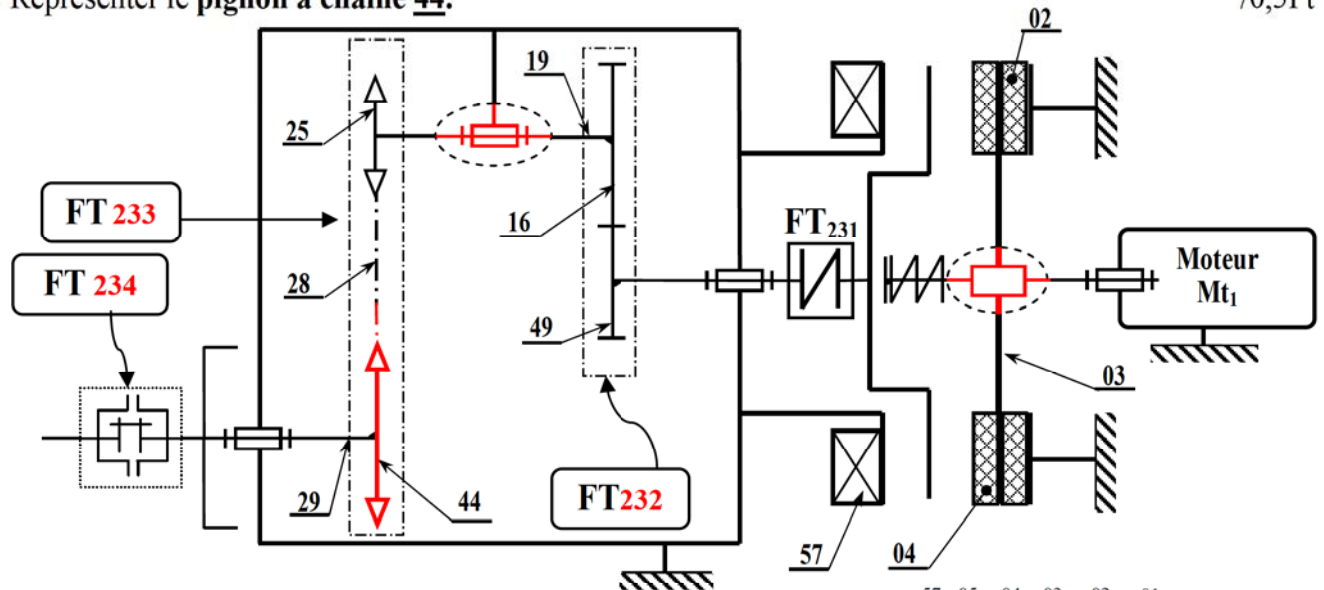 Représenter le pignon à chaîne 44.
/0,5Pt
02
19
25
FT 233
16
FT231
Moteur
Mt1
FT 234
28
49
03
29
44
FT232
57
04